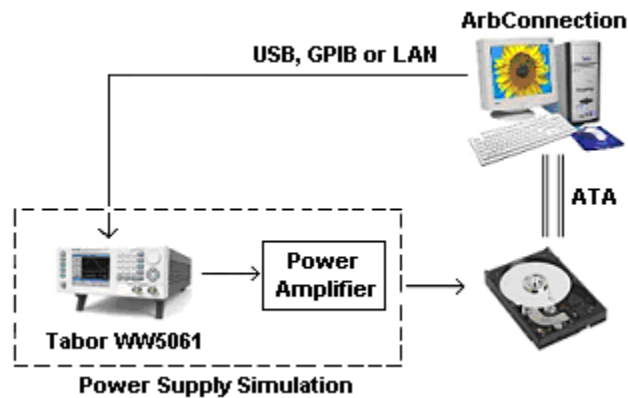 ArbConnection
USB, GPIB or LAN
ATA
Power
Amplifier
Tabor WW5061
Power Supply Simulation